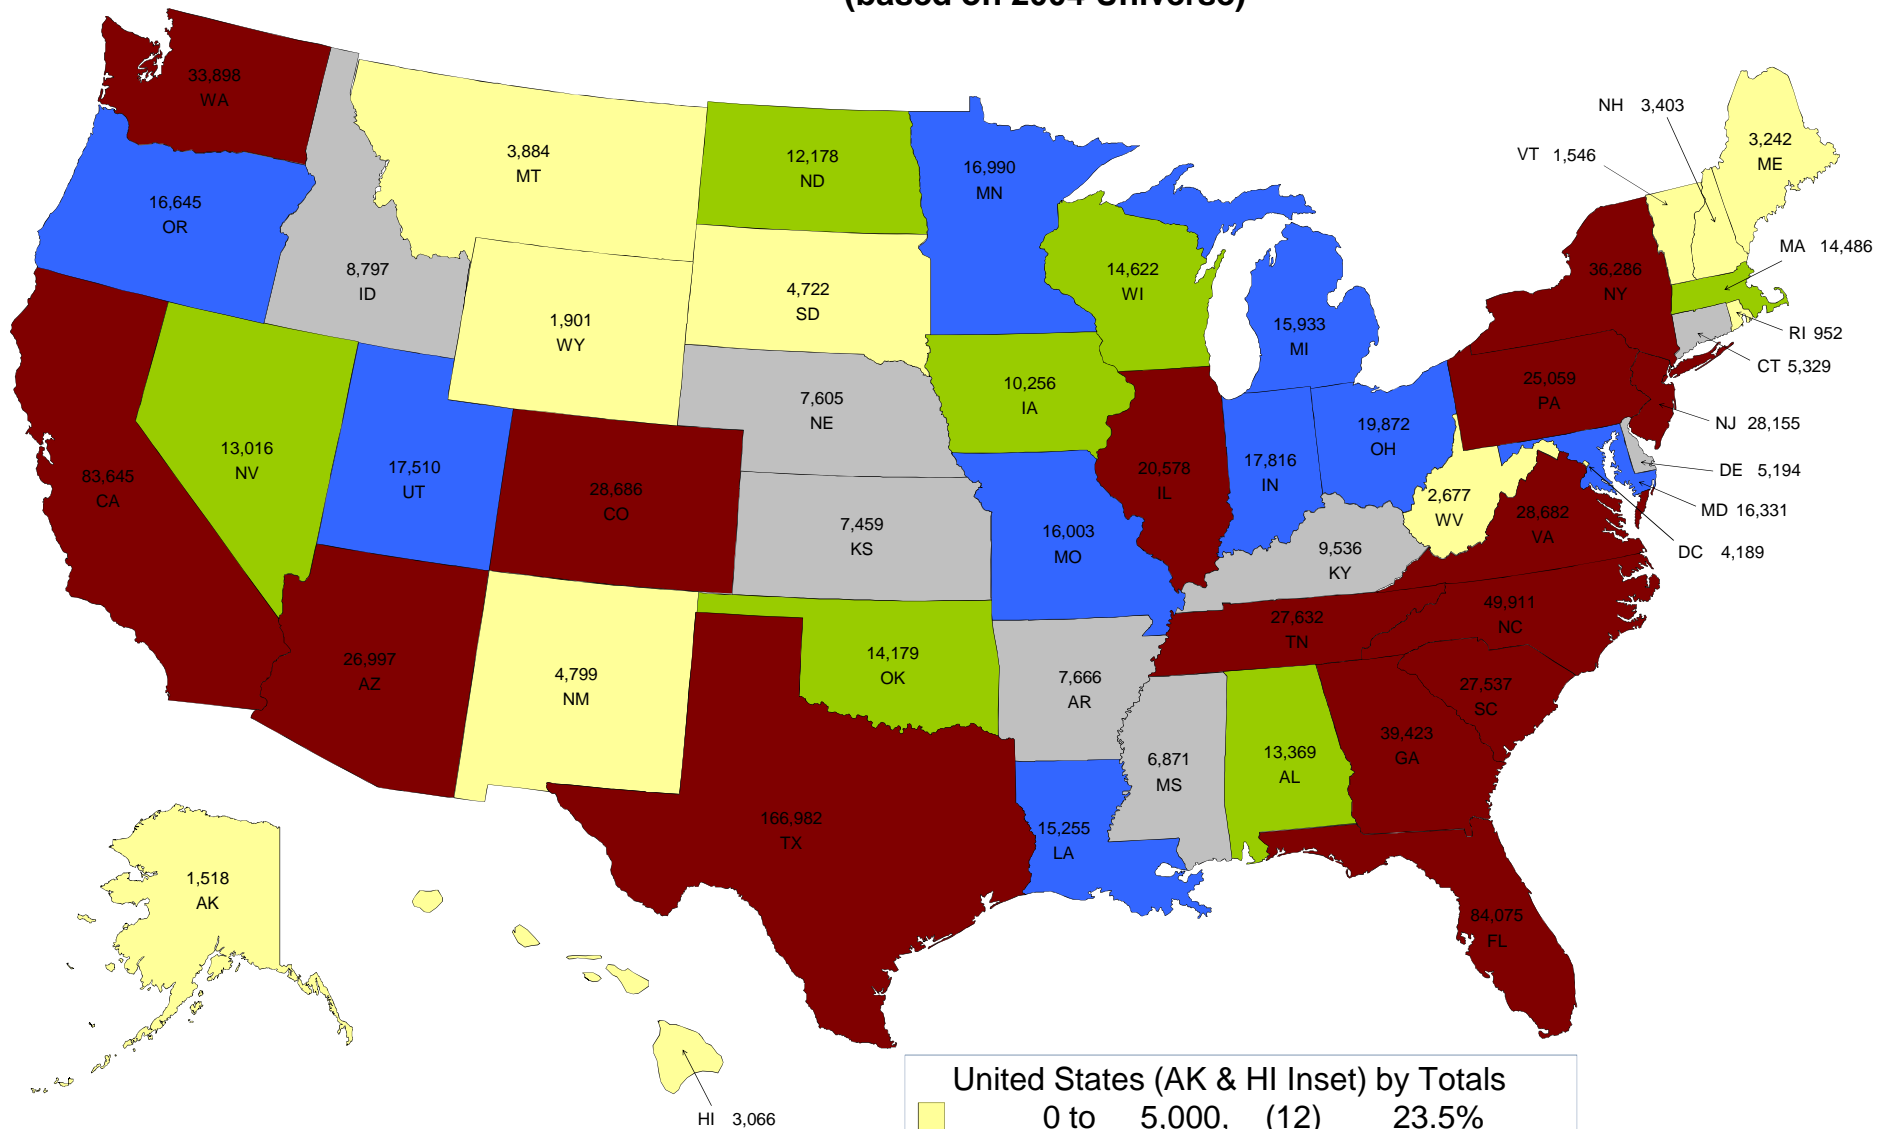 (based on 2004 Universe)
33,898
WA
3,884
MT
12,178
ND
16,990
MN
NH 3,403
VT 1,546
3,242
ME
16,645
OR
8,797
ID
1,901
WY
4,722
SD
14,622
WI
15,933
MI
36,286
NY
MA 14,486
RI 952
CT 5,329
7,605
NE
10,256
IA
25,059
PA
NJ 28,155
83,645
CA
13,016
NV
17,510
UT
28,686
CO
7,459
KS
16,003
MO
20,578
IL
17,816
IN
19,872
OH
2,677
WV
28,682
VA
DE 5,194
MD 16,331
DC 4,189
9,536
KY
27,632
TN
49,911
NC
26,997
AZ
4,799
NM
14,179
OK
7,666
AR
27,537
SC
166,982
TX
15,255
LA
6,871
MS
13,369
AL
39,423
GA
84,075
FL
1,518
AK
HI 3,066
United States (AK & HI Inset) by Totals
0 to 5,000, (12) 23.5%